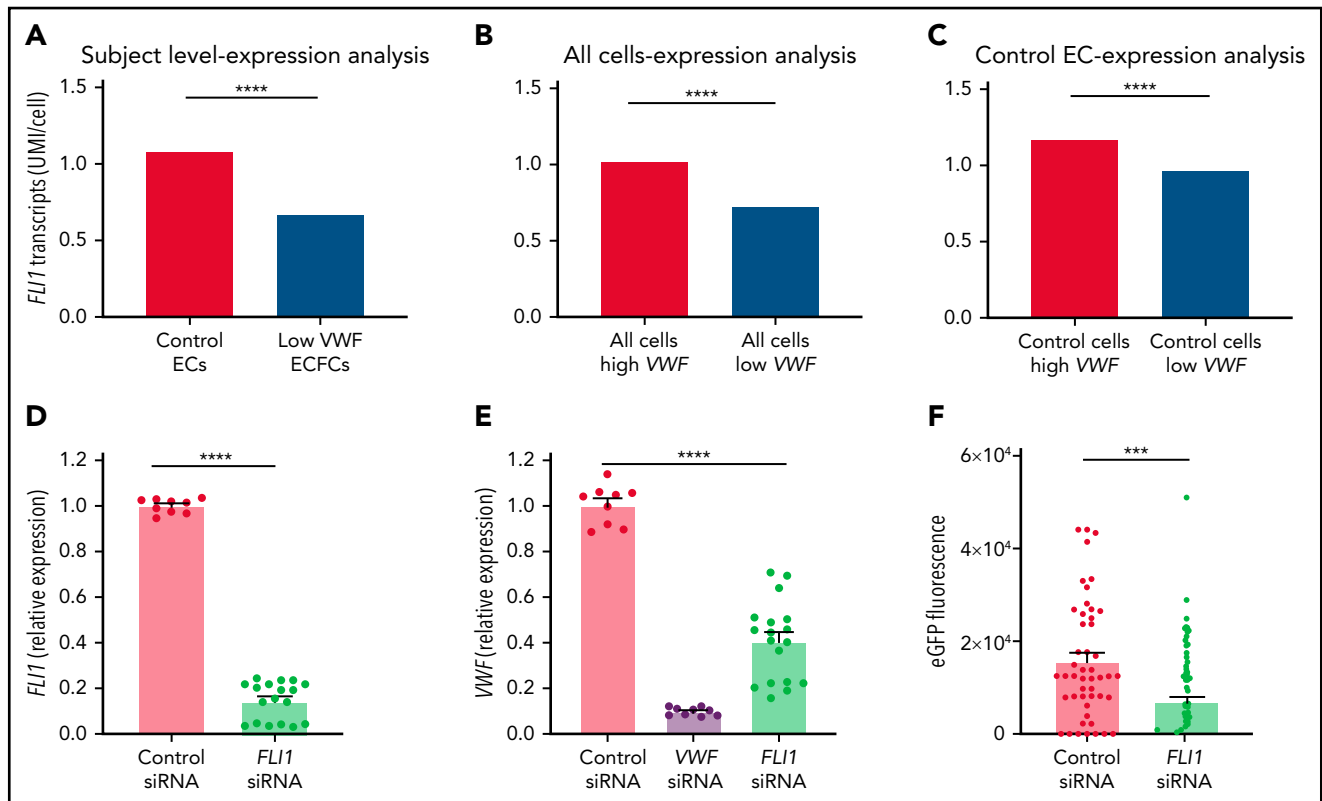 A
Subject level-expression analysis
FLI1 transcripts (UMI/cell)
1.5
1.0
0.5
0.0
****
Control
ECs
Low VWF
ECFCs
B
All cells-expression analysis
1.5
1.0
0.5
0.0
****
All cells
high VWF
All cells
low VWF
C
Control EC-expression analysis
1.5
1.0
0.5
0.0
****
Control cells
high VWF
Control cells
low VWF
D
FLI1 (relative expression)
1.2
1.0
0.8
0.6
0.4
0.2
0.0
****
Control
siRNA
FLI1
siRNA
E
VWF (relative expression)
1.2
1.0
0.8
0.6
0.4
0.2
0.0
****
Control
siRNA
VWF
siRNA
FLI1
siRNA
F
eGFP fluorescence
6×10⁴
4×10⁴
2×10⁴
0
***
Control
siRNA
FLI1
siRNA